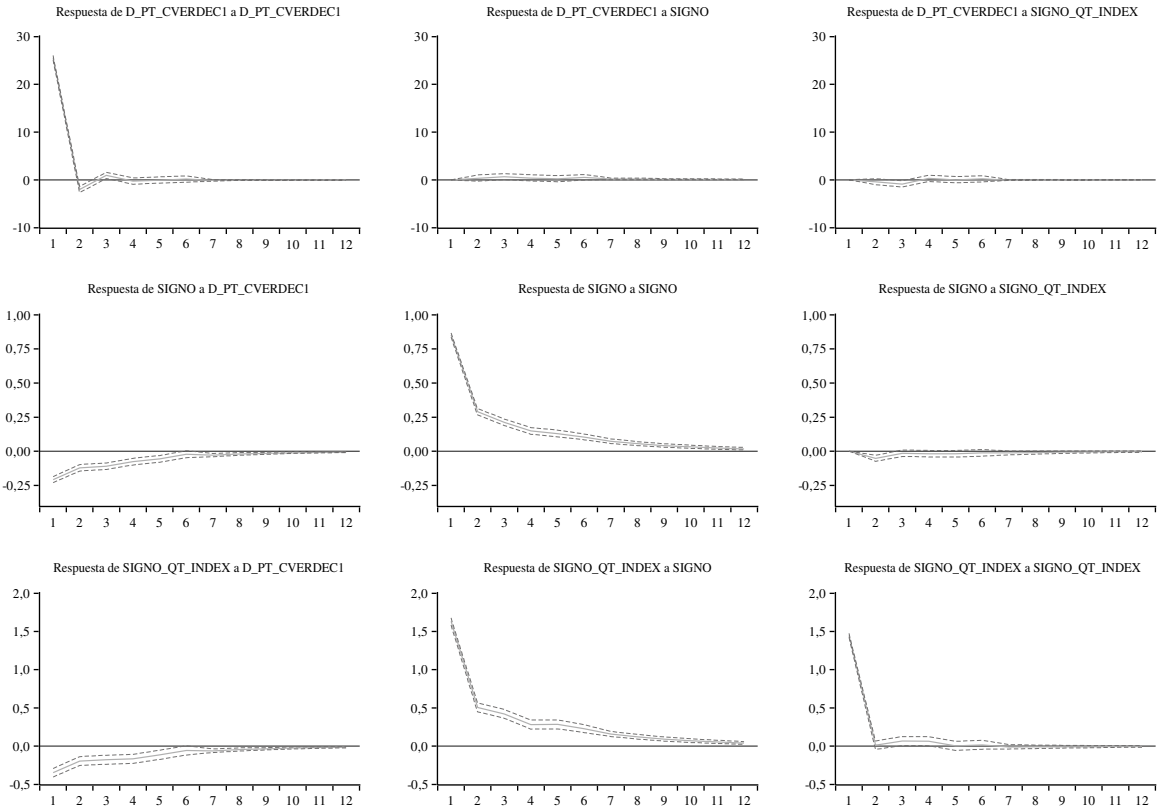 Respuesta de D_PT_CVERDEC1 a D_PT_CVERDEC1
30
20
10
0
-10
1 2 3 4 5 6 7 8 9 10 11 12
Respuesta de D_PT_CVERDEC1 a SIGNO
30
20
10
0
-10
1 2 3 4 5 6 7 8 9 10 11 12
Respuesta de D_PT_CVERDEC1 a SIGNO_QT_INDEX
30
20
10
0
-10
1 2 3 4 5 6 7 8 9 10 11 12
Respuesta de SIGNO a D_PT_CVERDEC1
1,00
0,75
0,50
0,25
0,00
-0,25
1 2 3 4 5 6 7 8 9 10 11 12
Respuesta de SIGNO a SIGNO
1,00
0,75
0,50
0,25
0,00
-0,25
1 2 3 4 5 6 7 8 9 10 11 12
Respuesta de SIGNO a SIGNO_QT_INDEX
1,00
0,75
0,50
0,25
0,00
-0,25
1 2 3 4 5 6 7 8 9 10 11 12
Respuesta de SIGNO_QT_INDEX a D_PT_CVERDEC1
2,0
1,5
1,0
0,5
0,0
-0,5
1 2 3 4 5 6 7 8 9 10 11 12
Respuesta de SIGNO_QT_INDEX a SIGNO
2,0
1,5
1,0
0,5
0,0
-0,5
1 2 3 4 5 6 7 8 9 10 11 12
Respuesta de SIGNO_QT_INDEX a SIGNO_QT_INDEX
2,0
1,5
1,0
0,5
0,0
-0,5
1 2 3 4 5 6 7 8 9 10 11 12